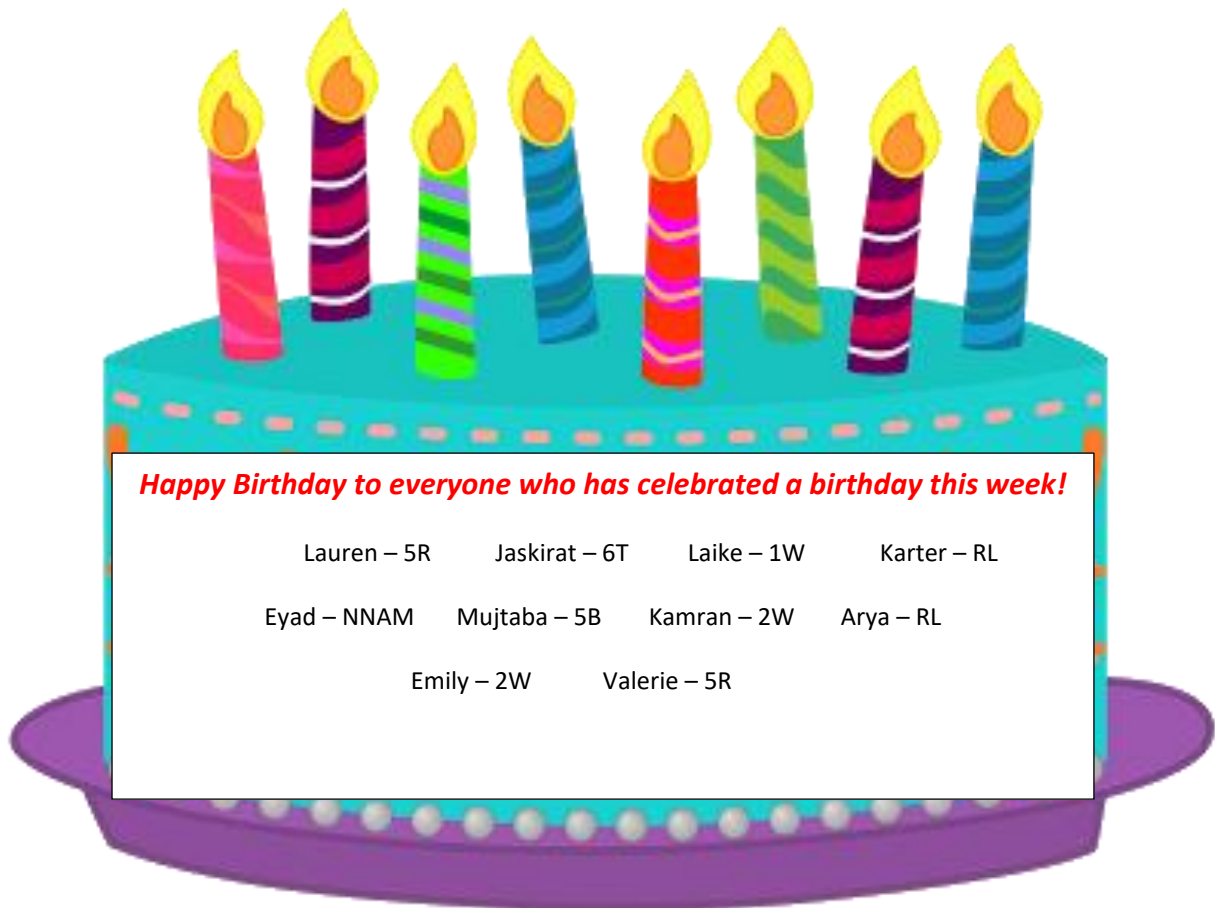 Happy Birthday to everyone who has celebrated a birthday this week!
Lauren – 5R Jaskirat – 6T Laike – 1W Karter – RL
Eyad – NNAM Mujtaba – 5B Kamran – 2W Arya – RL
Emily – 2W Valerie – 5R